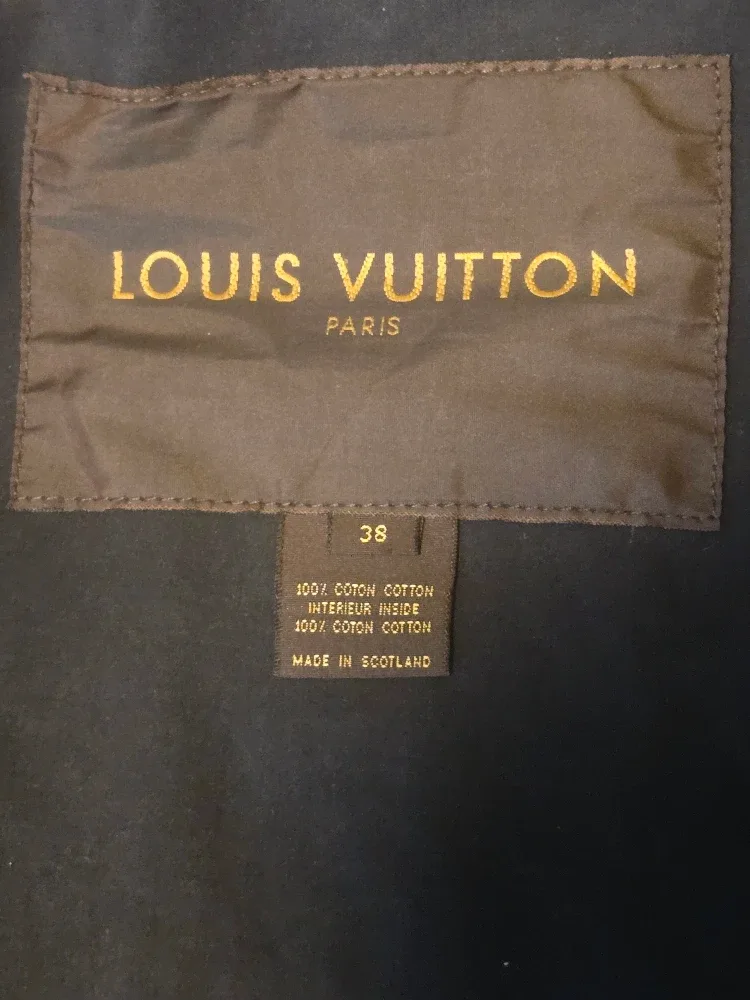 LOUIS VUITTON
PARIS
38
100% COTON COTTON
INTERIEUR INSIDE
100% COTON COTTON
MADE IN SCOTLAND